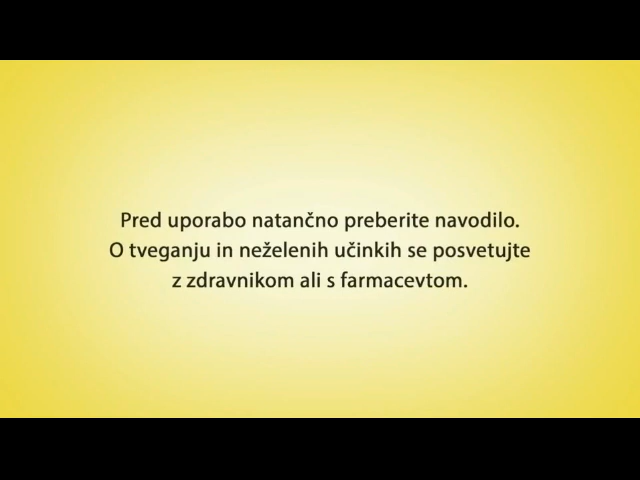 Pred uporabo natančno preberite navodilo.
O tveganju in neželenih učinkih se posvetujte
z zdravnikom ali s farmacevtom.